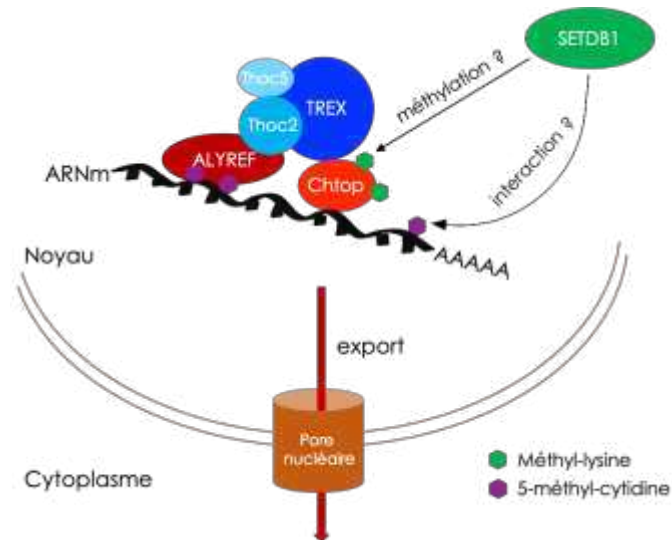 SETDB1
méthylation ?
interaction ?
Thoc5
TREX
Thoc2
ALYREF
Chtop
ARNm
AAAAA
Noyau
export
Pore
nucléaire
Cytoplasme
Méthyl-lysine
5-méthyl-cytidine